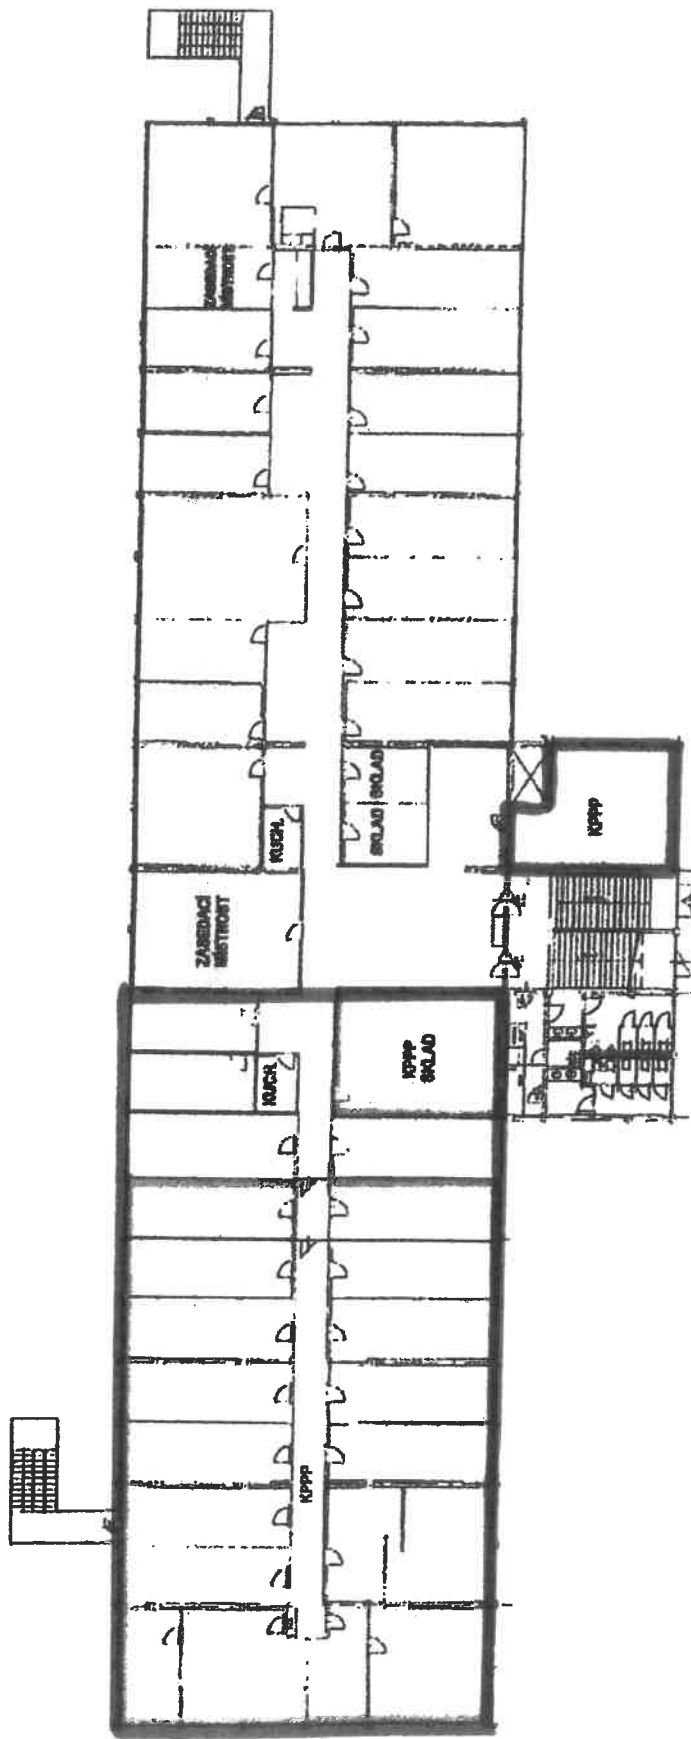 ZASEDACÍ
MÍSTNOST
SKLAD
SKLAD
KUCH.
KPPP
ZASEDACÍ
MÍSTNOST
KUCH.
KPPP
SKLAD
KPPP